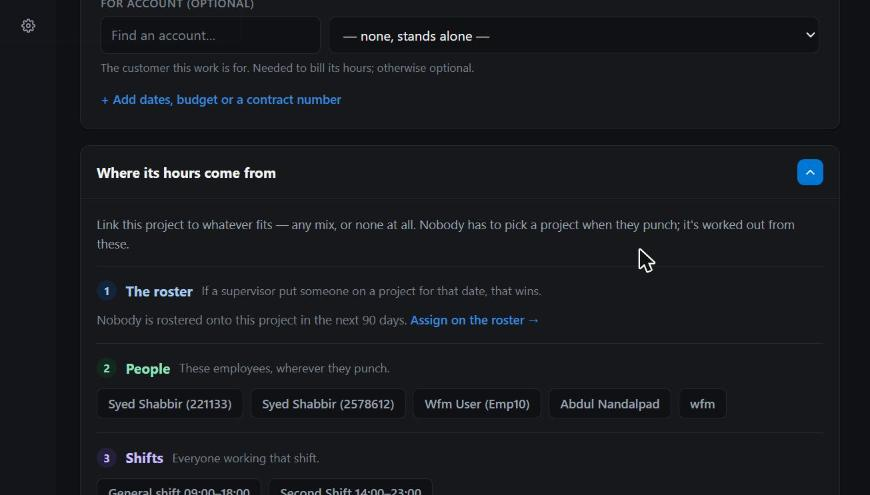 FOR ACCOUNT (OPTIONAL)
Find an account...
— none, stands alone —
The customer this work is for. Needed to bill its hours; otherwise optional.
+ Add dates, budget or a contract number
Where its hours come from
Link this project to whatever fits — any mix, or none at all. Nobody has to pick a project when they punch; it's worked out from
these.
1 The roster If a supervisor put someone on a project for that date, that wins.
Nobody is rostered onto this project in the next 90 days. Assign on the roster →
2 People These employees, wherever they punch.
Syed Shabbir (221133) Syed Shabbir (2578612) Wfm User (Emp10) Abdul Nandalpad wfm
3 Shifts Everyone working that shift.
General shift 09:00–18:00 Second Shift 14:00–23:00